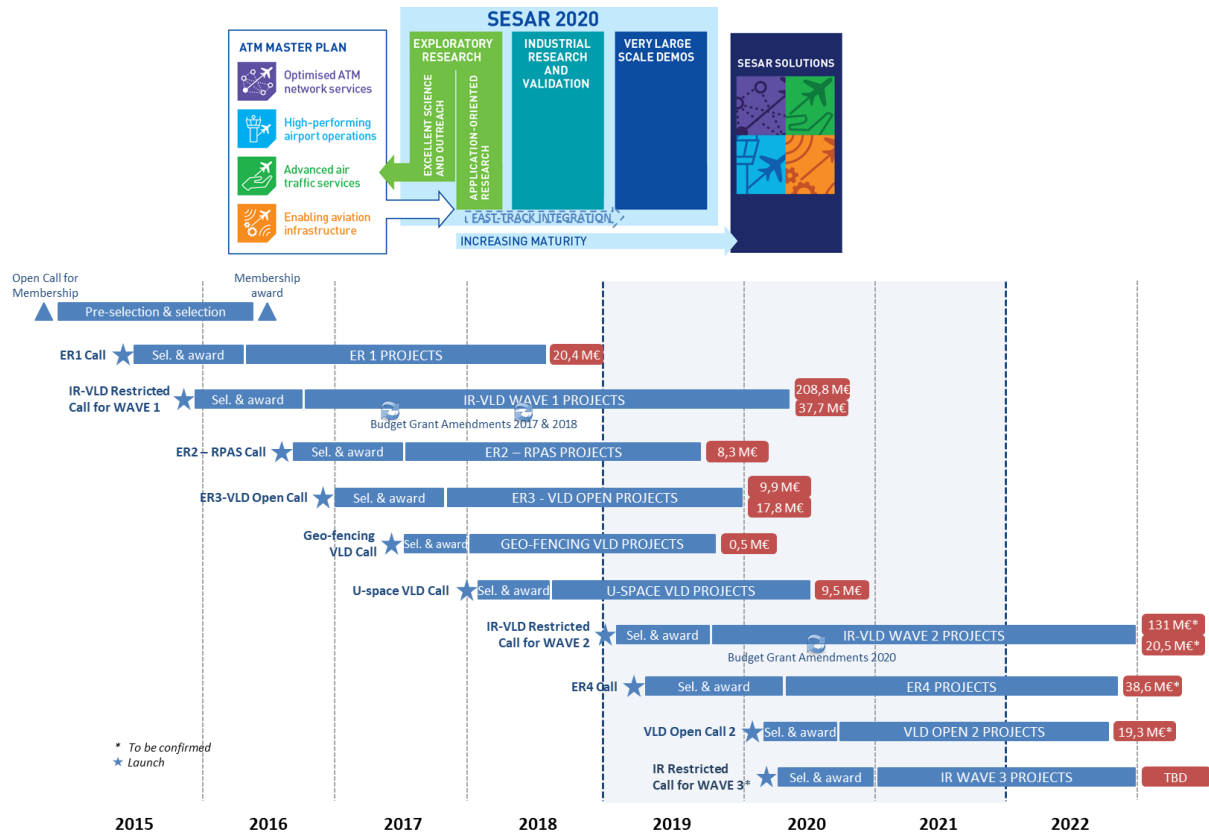 SESAR 2020
ATM MASTER PLAN
Optimised ATM
network services
High-performing
airport operations
Advanced air
traffic services
Enabling aviation
infrastructure
EXPLORATORY
RESEARCH
EXCELLENT SCIENCE
AND OUTREACH
APPLICATION-ORIENTED
RESEARCH
INDUSTRIAL
RESEARCH
AND
VALIDATION
VERY LARGE
SCALE DEMOS
SESAR SOLUTIONS
FAST-TRACK INTEGRATION
INCREASING MATURITY
Open Call for
Membership
Membership
award
Pre-selection & selection
ER1 Call
Sel. & award
ER 1 PROJECTS
20,4 M€
IR-VLD Restricted
Call for WAVE 1
Sel. & award
IR-VLD WAVE 1 PROJECTS
208,8 M€
37,7 M€
Budget Grant Amendments 2017 & 2018
ER2 – RPAS Call
Sel. & award
ER2 – RPAS PROJECTS
8,3 M€
ER3-VLD Open Call
Sel. & award
ER3 - VLD OPEN PROJECTS
9,9 M€
17,8 M€
Geo-fencing
VLD Call
Sel. & award
GEO-FENCING VLD PROJECTS
0,5 M€
U-space VLD Call
Sel. & award
U-SPACE VLD PROJECTS
9,5 M€
IR-VLD Restricted
Call for WAVE 2
Sel. & award
IR-VLD WAVE 2 PROJECTS
131 M€*
20,5 M€*
Budget Grant Amendments 2020
ER4 Call
Sel. & award
ER4 PROJECTS
38,6 M€*
VLD Open Call 2
Sel. & award
VLD OPEN 2 PROJECTS
19,3 M€*
* To be confirmed
Launch
IR Restricted
Call for WAVE 3*
Sel. & award
IR WAVE 3 PROJECTS
TBD
2015 2016 2017 2018 2019 2020 2021 2022